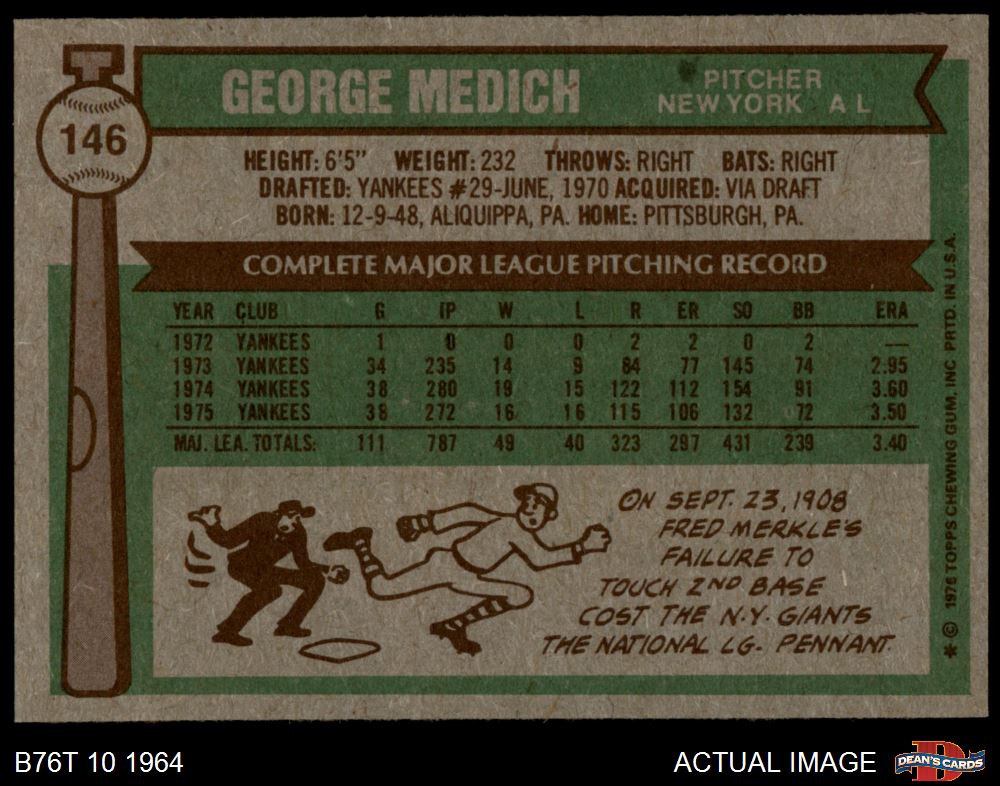 146
GEORGE MEDICH
PITCHER
NEW YORK A L
HEIGHT: 6'5" WEIGHT: 232 THROWS: RIGHT BATS: RIGHT
DRAFTED: YANKEES #29-JUNE, 1970 ACQUIRED: VIA DRAFT
BORN: 12-9-48, ALIQUIPPA, PA. HOME: PITTSBURGH, PA.
COMPLETE MAJOR LEAGUE PITCHING RECORD
YEAR CLUB G IP W L R ER SO BB ERA
1972 YANKEES 1 0 0 0 2 2 0 2 —
1973 YANKEES 34 235 14 9 84 77 145 74 2.95
1974 YANKEES 38 280 19 15 122 112 154 91 3.60
1975 YANKEES 38 272 16 16 115 106 132 72 3.50
MAJ. LEA. TOTALS: 111 787 49 40 323 297 431 239 3.40
ON SEPT. 23, 1908
FRED MERKLE'S
FAILURE TO
TOUCH 2ND BASE
COST THE N.Y. GIANTS
THE NATIONAL LG. PENNANT.
* © 1976 TOPPS CHEWING GUM, INC. PRTD. IN U.S.A.
B76T 10 1964
ACTUAL IMAGE
D
DEAN'S CARDS